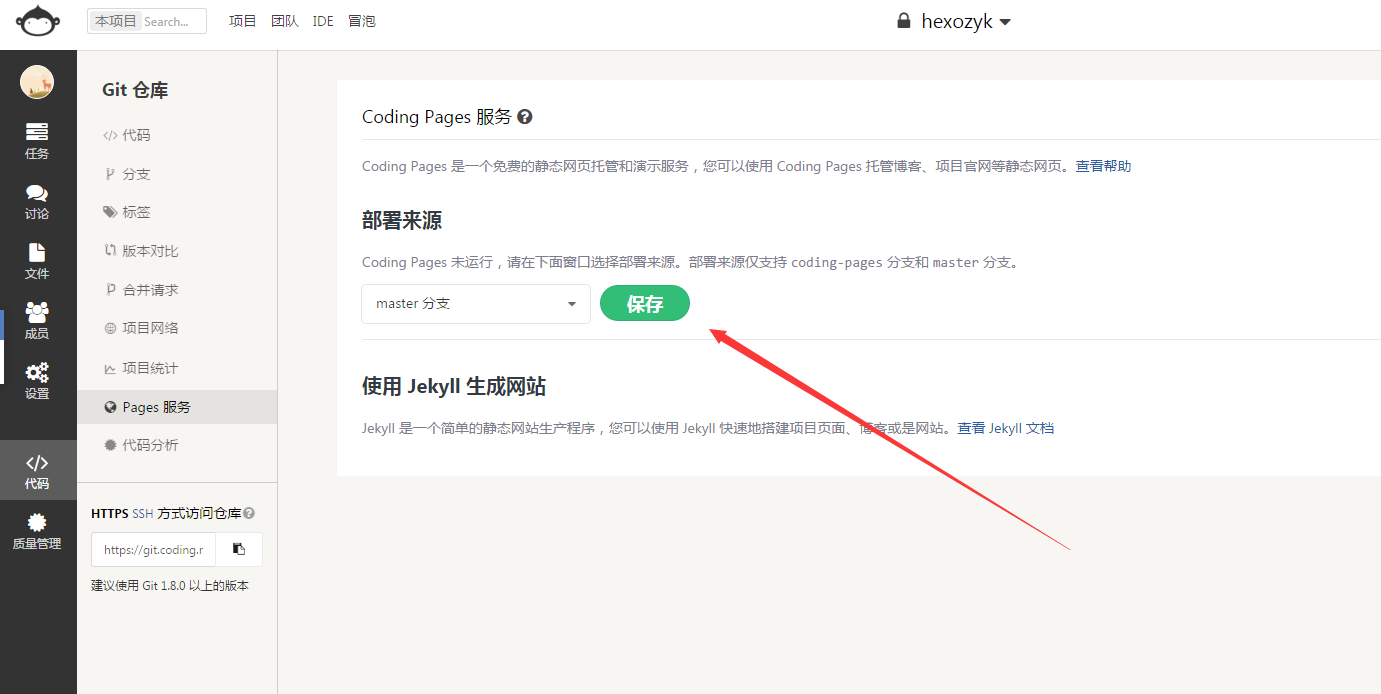 本项目 Search... 项目 团队 IDE 冒泡 hexozyk
任务
讨论
文件
成员
设置
代码
质量管理
Git 仓库
代码
分支
标签
版本对比
合并请求
项目网络
项目统计
Pages 服务
代码分析
HTTPS SSH 方式访问仓库
https://git.coding.r
建议使用 Git 1.8.0 以上的版本
Coding Pages 服务
Coding Pages 是一个免费的静态网页托管和演示服务，您可以使用 Coding Pages 托管博客、项目官网等静态网页。查看帮助
部署来源
Coding Pages 未运行，请在下面窗口选择部署来源。部署来源仅支持 coding-pages 分支和 master 分支。
master 分支 保存
使用 Jekyll 生成网站
Jekyll 是一个简单的静态网站生产程序，您可以使用 Jekyll 快速地搭建项目页面、博客或是网站。查看 Jekyll 文档